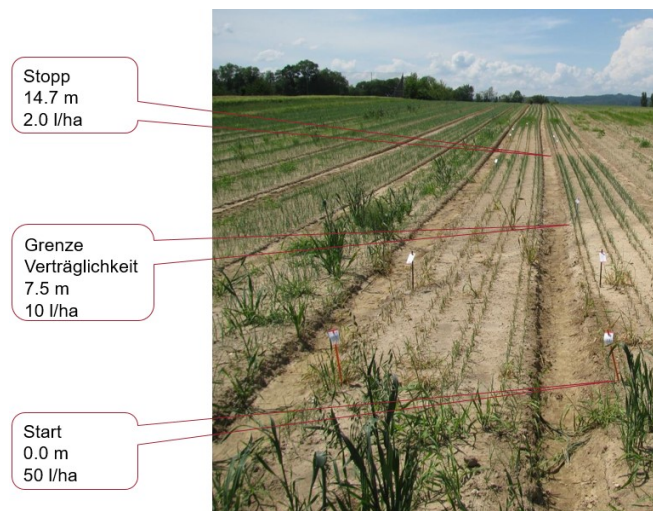 Stopp
14.7 m
2.0 l/ha
Grenze
Verträglichkeit
7.5 m
10 l/ha
Start
0.0 m
50 l/ha